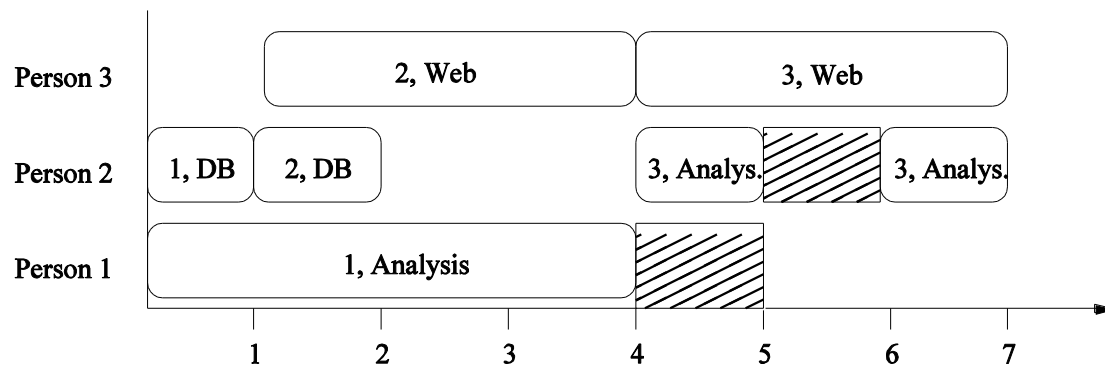 Person 3
2, Web
3, Web
Person 2
1, DB
2, DB
3, Analys.
3, Analys.
Person 1
1, Analysis
1 2 3 4 5 6 7